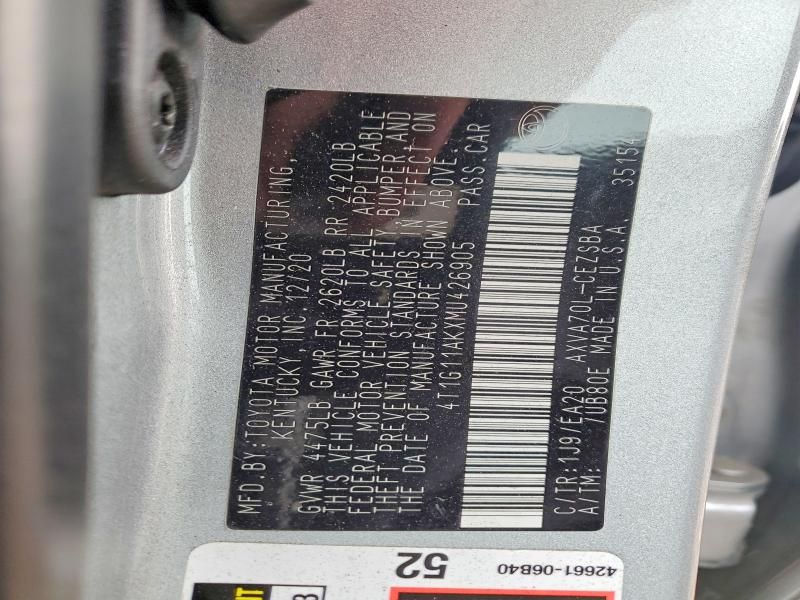 MFD.BY:TOYOTA MOTOR MANUFACTURING,
KENTUCKY, INC. 12/20
GVWR 4475LB GAWR FR 2620LB RR 2420LB
THIS VEHICLE CONFORMS TO ALL APPLICABLE
FEDERAL MOTOR VEHICLE SAFETY, BUMPER, AND
THEFT PREVENTION STANDARDS IN EFFECT ON
THE DATE OF MANUFACTURE SHOWN ABOVE.
4T1G11AKXMU426905 PASS.CAR
C/TR:1J9/EA20 AXVA70L-CEZSBA
A/TM: /UB80E MADE IN U.S.A. 35154
52
42661-06B40